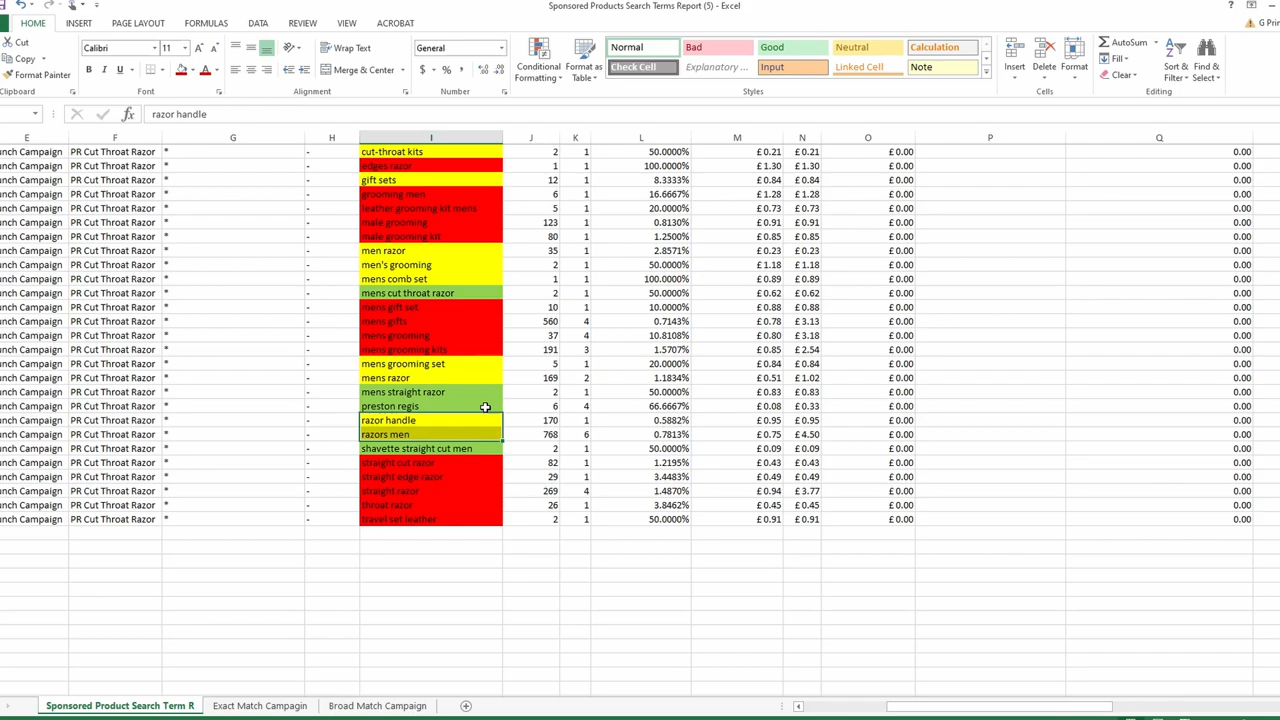 Sponsored Products Search Terms Report (5) - Excel
HOME INSERT PAGE LAYOUT FORMULAS DATA REVIEW VIEW ACROBAT G Prin
Cut Calibri 11 Wrap Text General Normal Bad Good Neutral Calculation AutoSum
Copy Conditional Formatting Format as Table Insert Delete Format Fill Sort & Filter Find & Select
Format Painter B I U Merge & Center $ % , Check Cell Explanatory ... Input Linked Cell Note Clear
Clipboard Font Alignment Number Styles Cells Editing
fx razor handle
E F G H I J K L M N O P Q
unch Campaign PR Cut Throat Razor * - cut-throat kits 2 1 50.0000% £ 0.21 £ 0.21 £ 0.00 0.00
unch Campaign PR Cut Throat Razor * - edges razor 1 1 100.0000% £ 1.30 £ 1.30 £ 0.00 0.00
unch Campaign PR Cut Throat Razor * - gift sets 12 1 8.3333% £ 0.84 £ 0.84 £ 0.00 0.00
unch Campaign PR Cut Throat Razor * - grooming men 6 1 16.6667% £ 1.28 £ 1.28 £ 0.00 0.00
unch Campaign PR Cut Throat Razor * - leather grooming kit mens 5 1 20.0000% £ 0.73 £ 0.73 £ 0.00 0.00
unch Campaign PR Cut Throat Razor * - male grooming 123 1 0.8130% £ 0.91 £ 0.91 £ 0.00 0.00
unch Campaign PR Cut Throat Razor * - male grooming kit 80 1 1.2500% £ 0.85 £ 0.85 £ 0.00 0.00
unch Campaign PR Cut Throat Razor * - men razor 35 1 2.8571% £ 0.23 £ 0.23 £ 0.00 0.00
unch Campaign PR Cut Throat Razor * - men's grooming 2 1 50.0000% £ 1.18 £ 1.18 £ 0.00 0.00
unch Campaign PR Cut Throat Razor * - mens comb set 1 1 100.0000% £ 0.89 £ 0.89 £ 0.00 0.00
unch Campaign PR Cut Throat Razor * - mens cut throat razor 2 1 50.0000% £ 0.62 £ 0.62 £ 0.00 0.00
unch Campaign PR Cut Throat Razor * - mens gift set 10 1 10.0000% £ 0.88 £ 0.88 £ 0.00 0.00
unch Campaign PR Cut Throat Razor * - mens gifts 560 4 0.7143% £ 0.78 £ 3.13 £ 0.00 0.00
unch Campaign PR Cut Throat Razor * - mens grooming 37 4 10.8108% £ 0.80 £ 3.18 £ 0.00 0.00
unch Campaign PR Cut Throat Razor * - mens grooming kits 191 3 1.5707% £ 0.85 £ 2.54 £ 0.00 0.00
unch Campaign PR Cut Throat Razor * - mens grooming set 5 1 20.0000% £ 0.84 £ 0.84 £ 0.00 0.00
unch Campaign PR Cut Throat Razor * - mens razor 169 2 1.1834% £ 0.51 £ 1.02 £ 0.00 0.00
unch Campaign PR Cut Throat Razor * - mens straight razor 2 1 50.0000% £ 0.83 £ 0.83 £ 0.00 0.00
unch Campaign PR Cut Throat Razor * - preston regis 6 4 66.6667% £ 0.08 £ 0.33 £ 0.00 0.00
unch Campaign PR Cut Throat Razor * - razor handle 170 1 0.5882% £ 0.95 £ 0.95 £ 0.00 0.00
unch Campaign PR Cut Throat Razor * - razors men 768 6 0.7813% £ 0.75 £ 4.50 £ 0.00 0.00
unch Campaign PR Cut Throat Razor * - shavette straight cut men 2 1 50.0000% £ 0.09 £ 0.09 £ 0.00 0.00
unch Campaign PR Cut Throat Razor * - straight cut razor 82 1 1.2195% £ 0.43 £ 0.43 £ 0.00 0.00
unch Campaign PR Cut Throat Razor * - straight edge razor 29 1 3.4483% £ 0.49 £ 0.49 £ 0.00 0.00
unch Campaign PR Cut Throat Razor * - straight razor 269 4 1.4870% £ 0.94 £ 3.77 £ 0.00 0.00
unch Campaign PR Cut Throat Razor * - throat razor 26 1 3.8462% £ 0.45 £ 0.45 £ 0.00 0.00
unch Campaign PR Cut Throat Razor * - travel set leather 2 1 50.0000% £ 0.91 £ 0.91 £ 0.00 0.00
Sponsored Product Search Term R Exact Match Campagin Broad Match Campaign